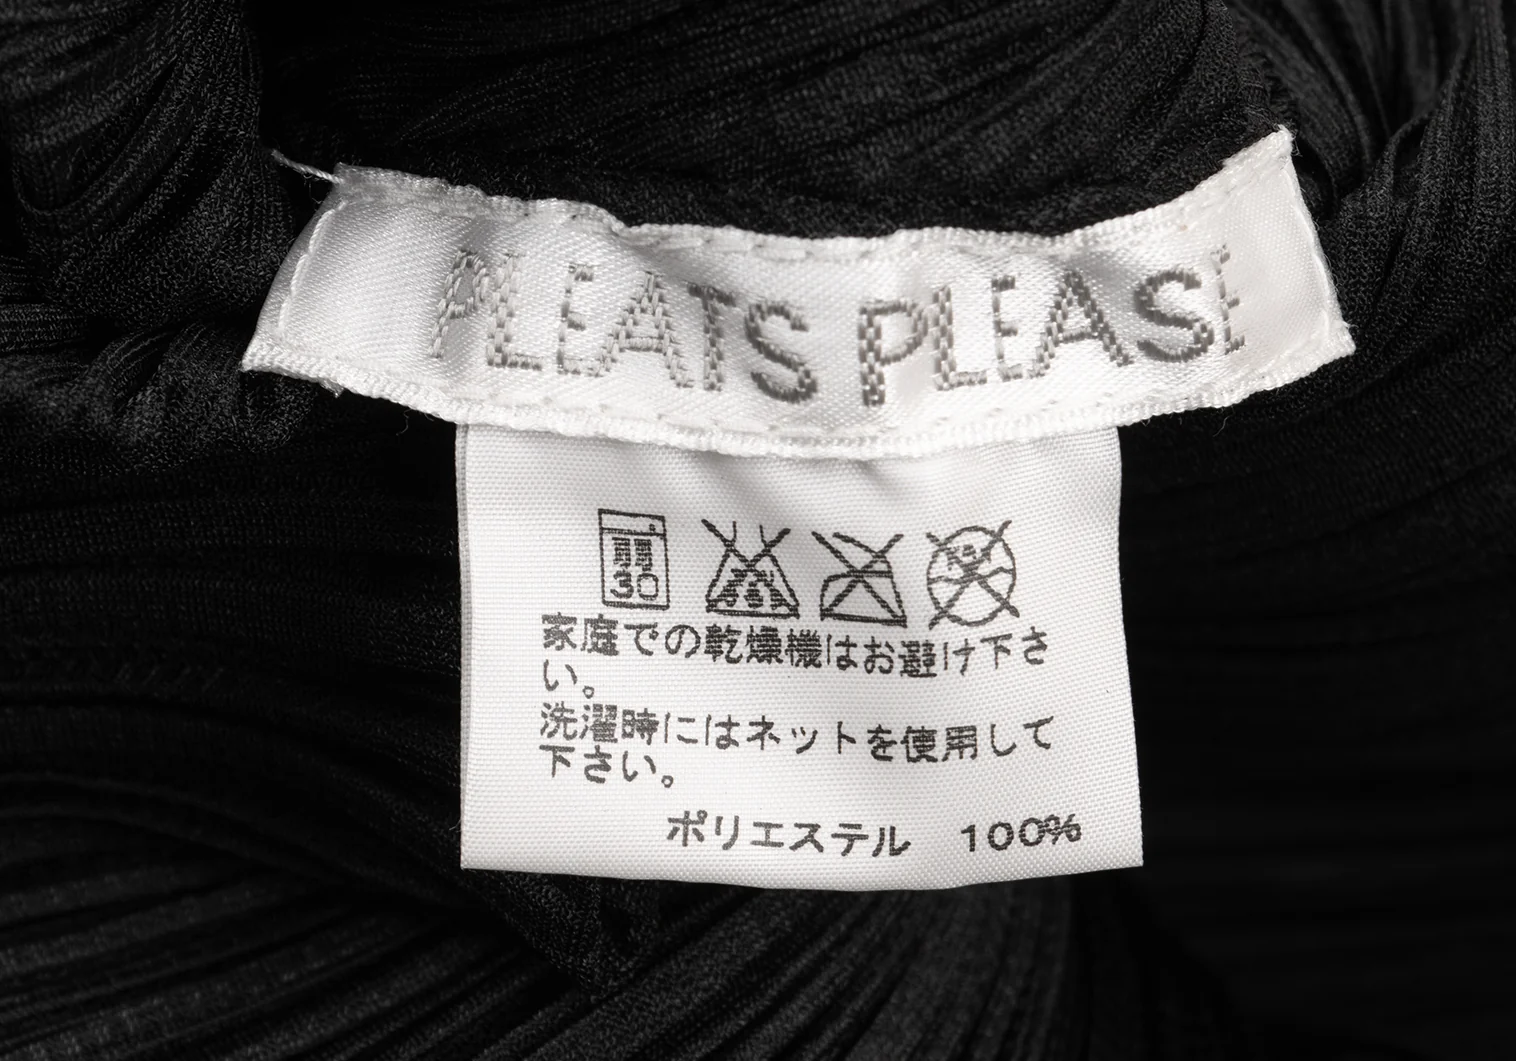 PLEATS PLEASE
30
家庭での乾燥機はお避け下さ
い。
洗濯時にはネットを使用して
下さい。
ポリエステル 100%